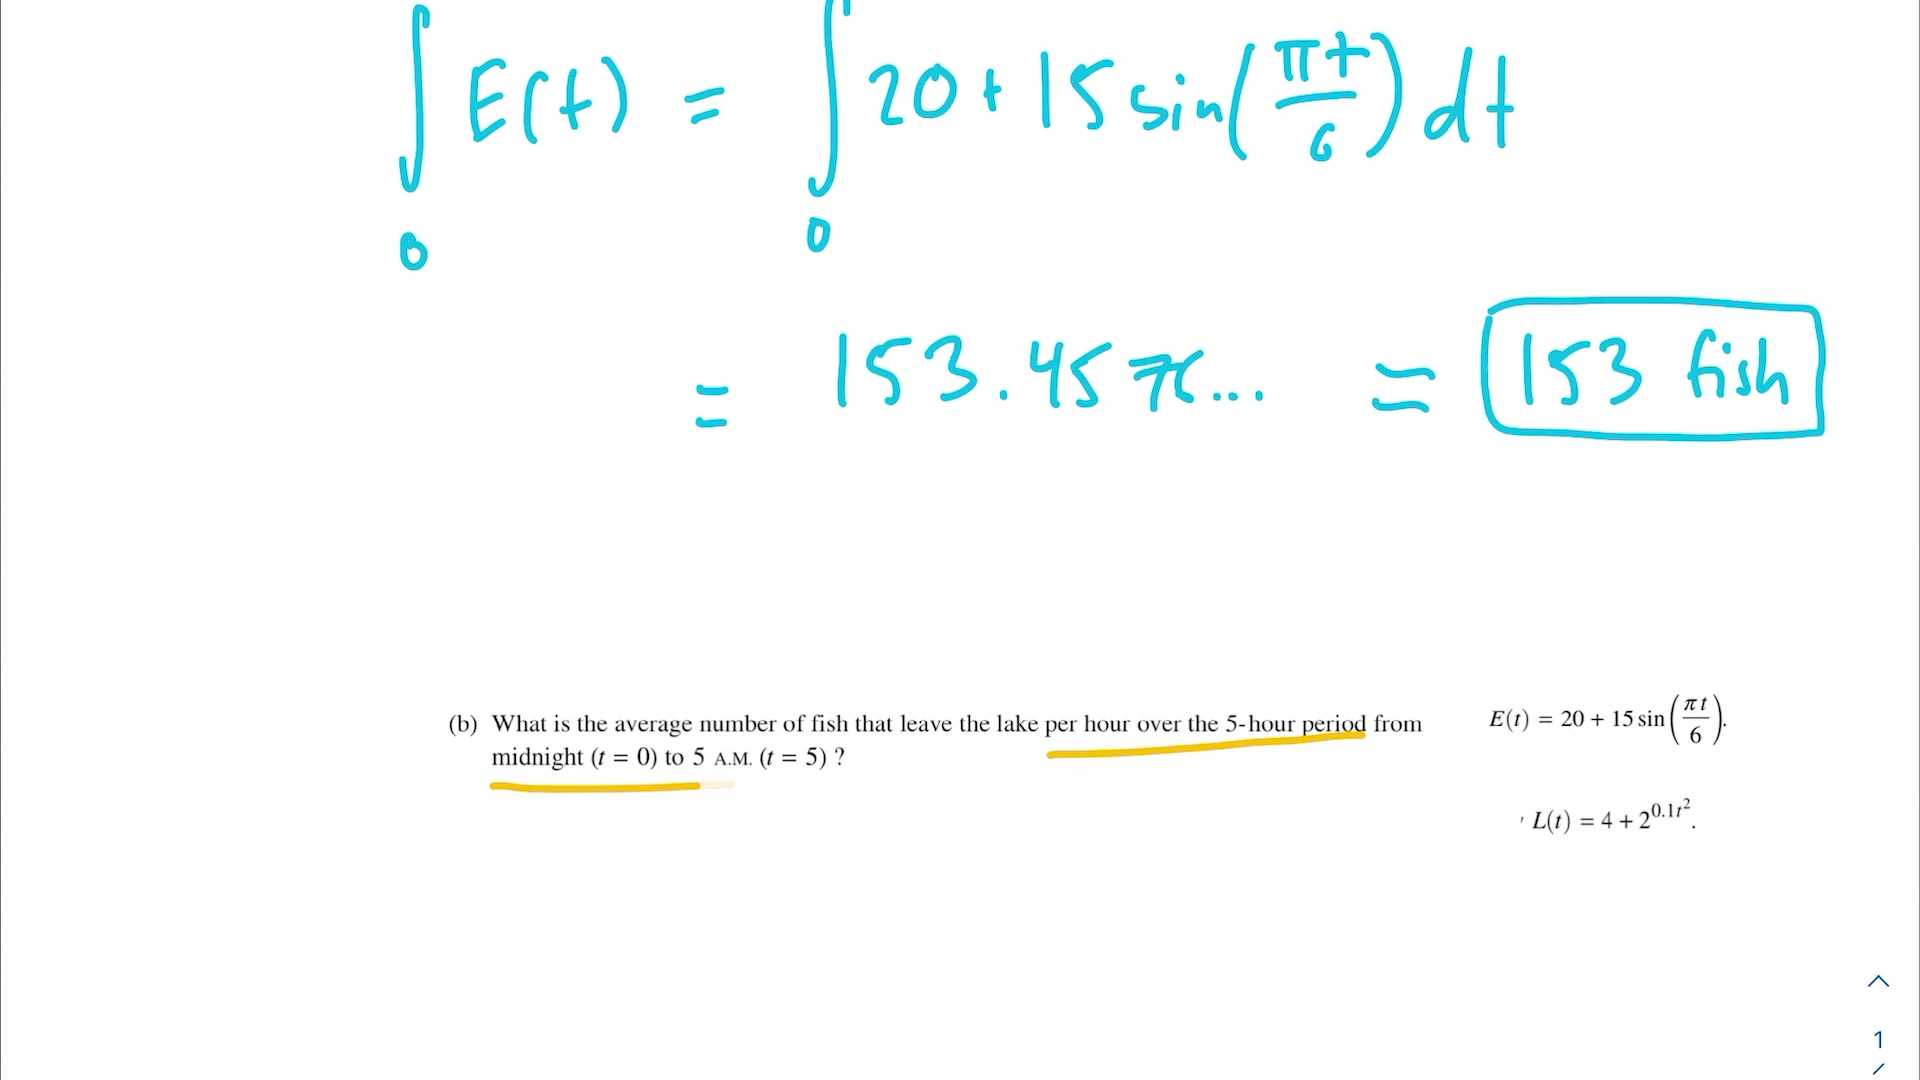 ∫ E(t) = ∫ 20 + 15 sin(πt/6) dt
0 0
= 153.4576... ≈ 153 fish
(b) What is the average number of fish that leave the lake per hour over the 5-hour period from
midnight (t = 0) to 5 A.M. (t = 5) ?
E(t) = 20 + 15 sin(πt/6).
L(t) = 4 + 2^0.1t².
1